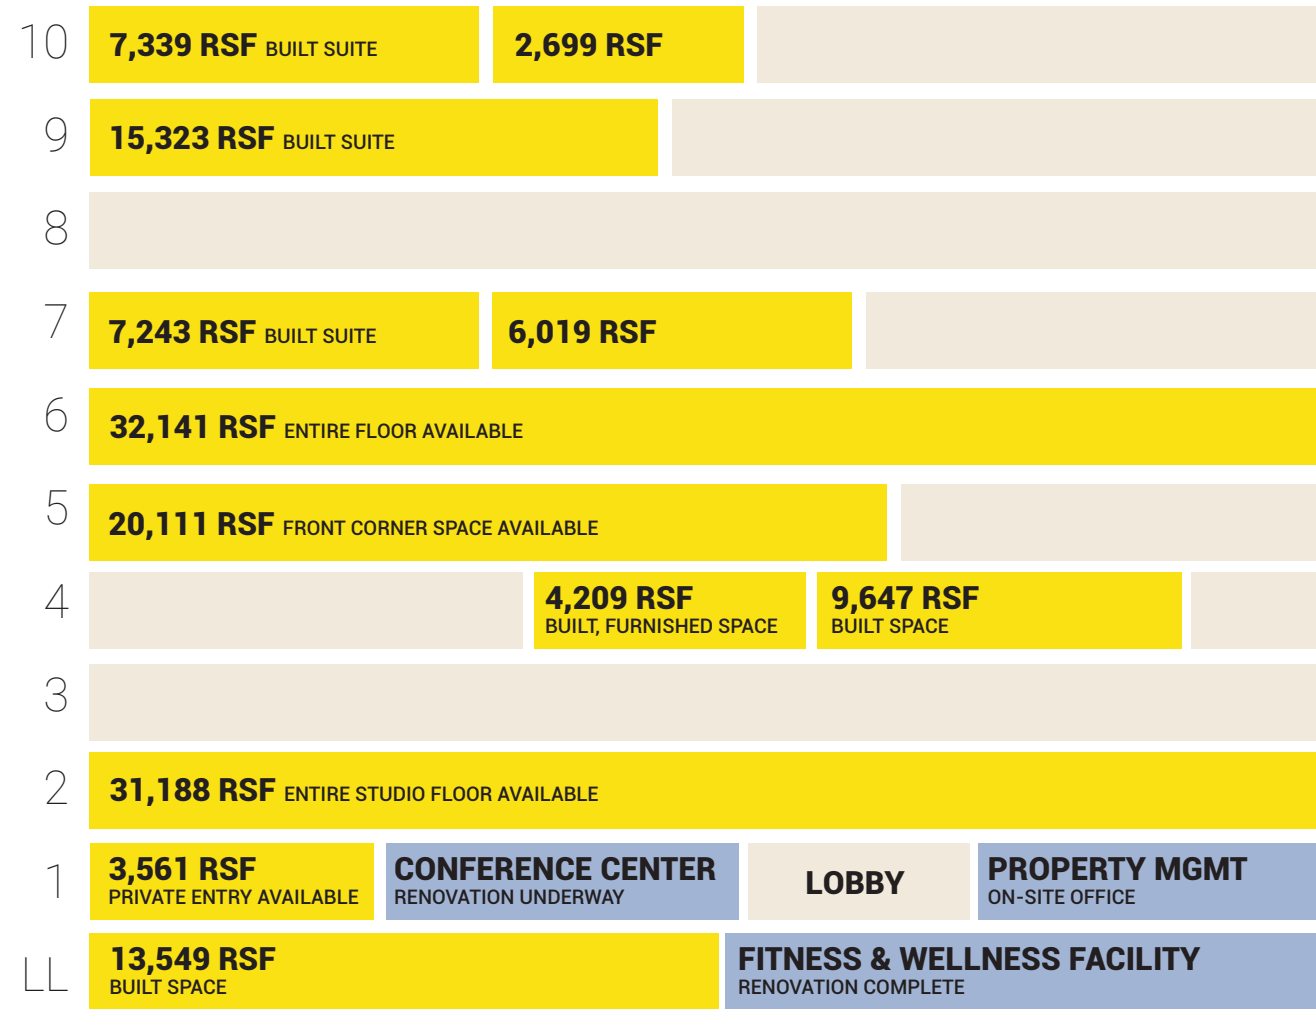 10
7,339 RSF BUILT SUITE
2,699 RSF
9
15,323 RSF BUILT SUITE
8
7
7,243 RSF BUILT SUITE
6,019 RSF
6
32,141 RSF ENTIRE FLOOR AVAILABLE
5
20,111 RSF FRONT CORNER SPACE AVAILABLE
4
4,209 RSF
BUILT, FURNISHED SPACE
9,647 RSF
BUILT SPACE
3
2
31,188 RSF ENTIRE STUDIO FLOOR AVAILABLE
1
3,561 RSF
PRIVATE ENTRY AVAILABLE
CONFERENCE CENTER
RENOVATION UNDERWAY
LOBBY
PROPERTY MGMT
ON-SITE OFFICE
LL
13,549 RSF
BUILT SPACE
FITNESS & WELLNESS FACILITY
RENOVATION COMPLETE